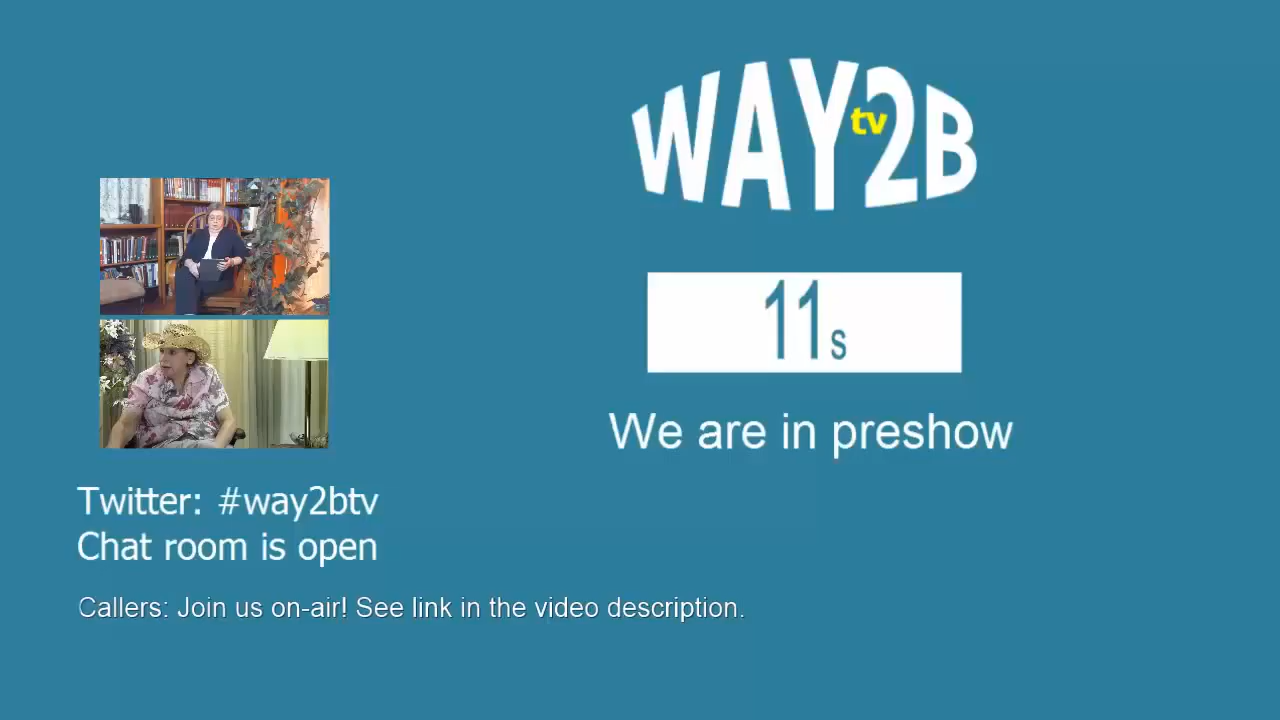 WAY tv 2B
11s
We are in preshow
Twitter: #way2btv
Chat room is open
Callers: Join us on-air! See link in the video description.